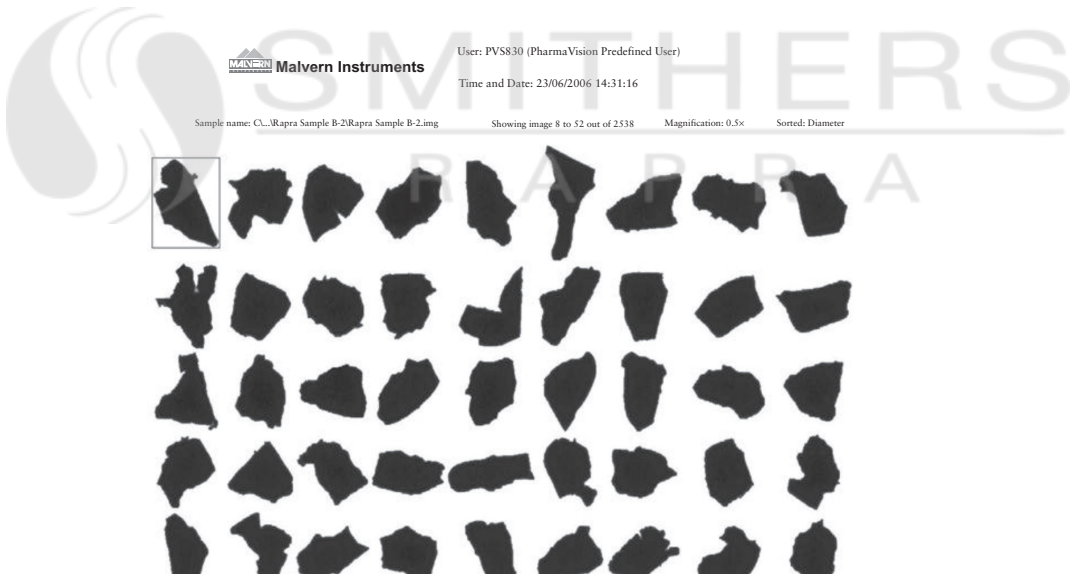 SMITHERS
RAPRA
User: PVS830 (PharmaVision Predefined User)
MALVERN Malvern Instruments
Time and Date: 23/06/2006 14:31:16
Sample name: C\...\Rapra Sample B-2\Rapra Sample B-2.img Showing image 8 to 52 out of 2538 Magnification: 0.5× Sorted: Diameter